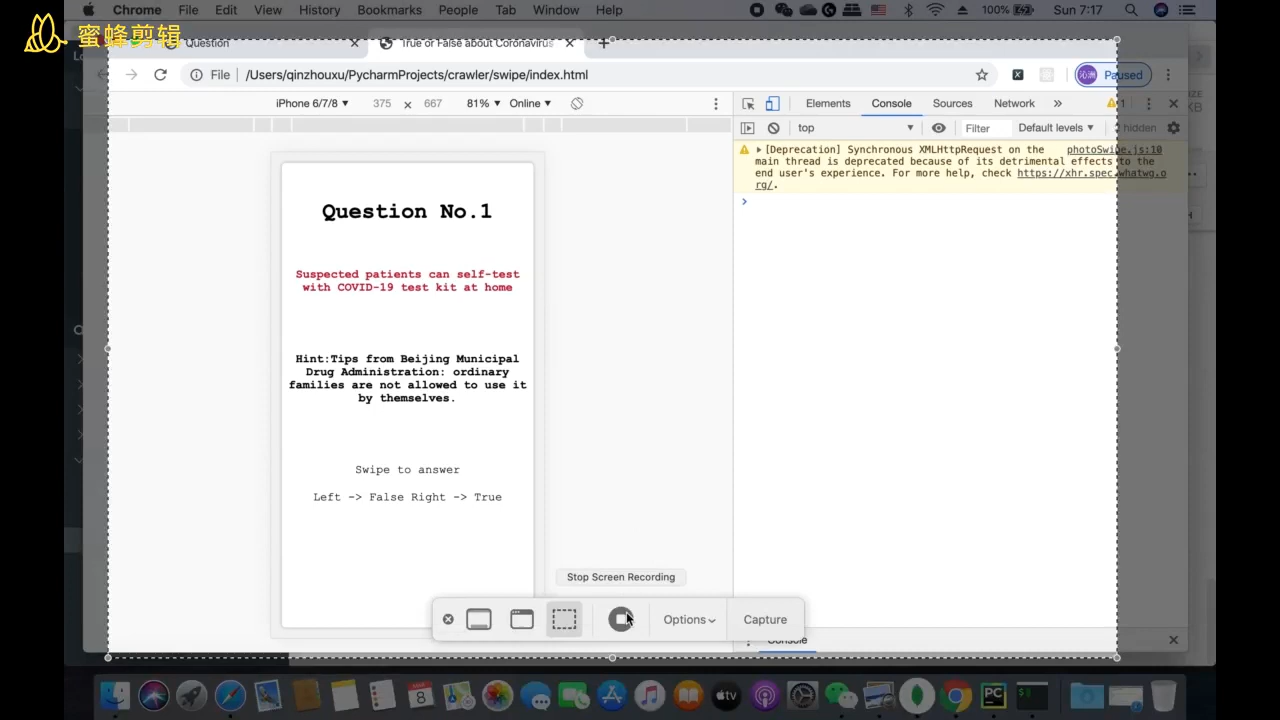 Chrome File Edit View History Bookmarks People Tab Window Help 100% Sun 7:17
蜜蜂剪辑
Question True or False about Coronavirus
File /Users/qinzhouxu/PycharmProjects/crawler/swipe/index.html Paused
iPhone 6/7/8 375 × 667 81% Online Elements Console Sources Network » 1
top Filter Default levels hidden
[Deprecation] Synchronous XMLHttpRequest on the photoSwipe.js:10
main thread is deprecated because of its detrimental effects to the
end user's experience. For more help, check https://xhr.spec.whatwg.o
rg/.
Question No.1
Suspected patients can self-test
with COVID-19 test kit at home
Hint:Tips from Beijing Municipal
Drug Administration: ordinary
families are not allowed to use it
by themselves.
Swipe to answer
Left -> False Right -> True
Stop Screen Recording
Options Capture
Console
MAR
8
tv
PC